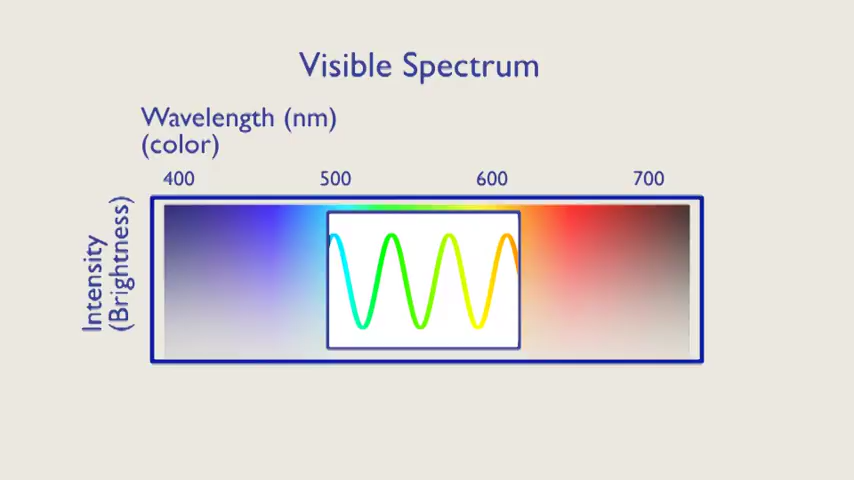 Visible Spectrum
Wavelength (nm)
(color)
400 500 600 700
Intensity
(Brightness)